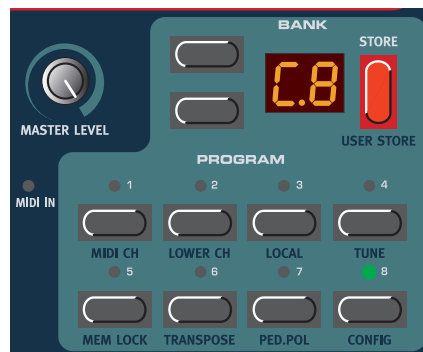 BANK
STORE
C.8
MASTER LEVEL
USER STORE
PROGRAM
MIDI IN
1 2 3 4
MIDI CH LOWER CH LOCAL TUNE
5 6 7 8
MEM LOCK TRANSPOSE PED.POL CONFIG